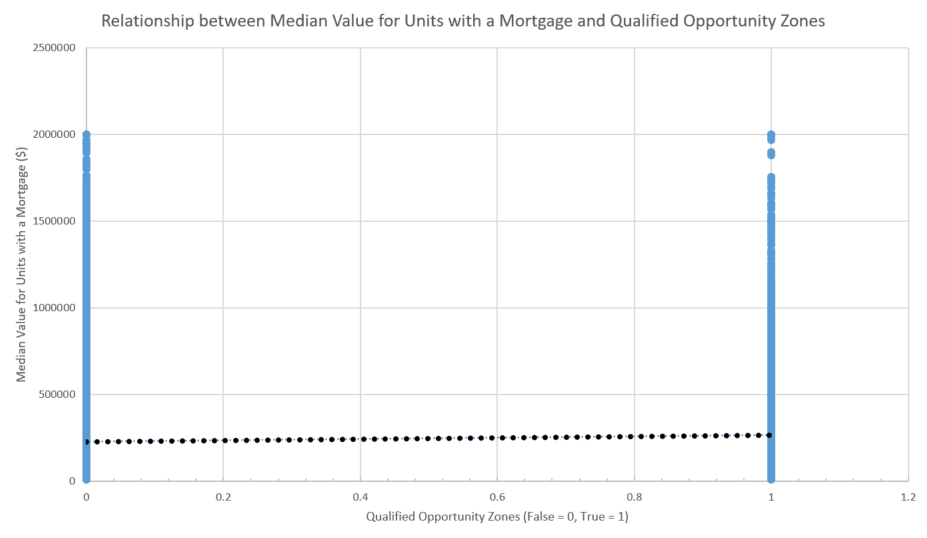 Relationship between Median Value for Units with a Mortgage and Qualified Opportunity Zones
2500000
2000000
1500000
1000000
500000
0
Median Value for Units with a Mortgage ($)
0 0.2 0.4 0.6 0.8 1 1.2
Qualified Opportunity Zones (False = 0, True = 1)